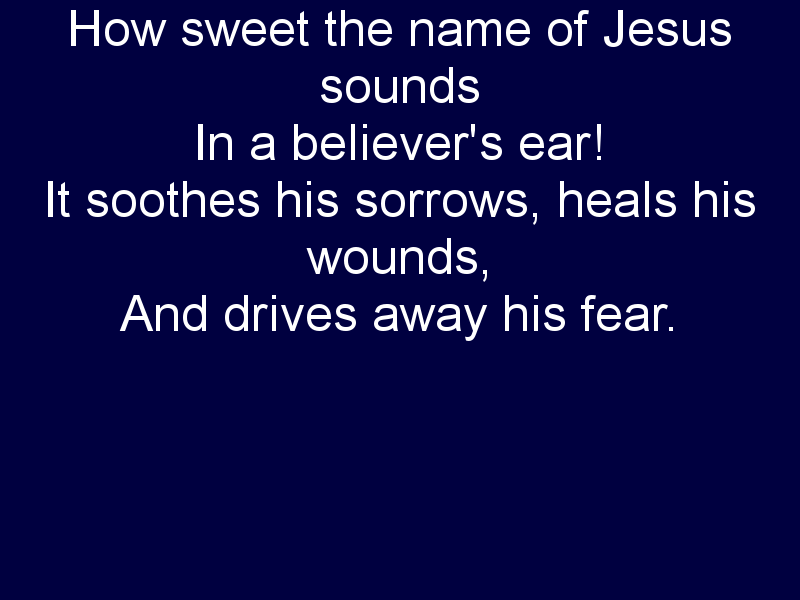 How sweet the name of Jesus
sounds
In a believer's ear!
It soothes his sorrows, heals his
wounds,
And drives away his fear.